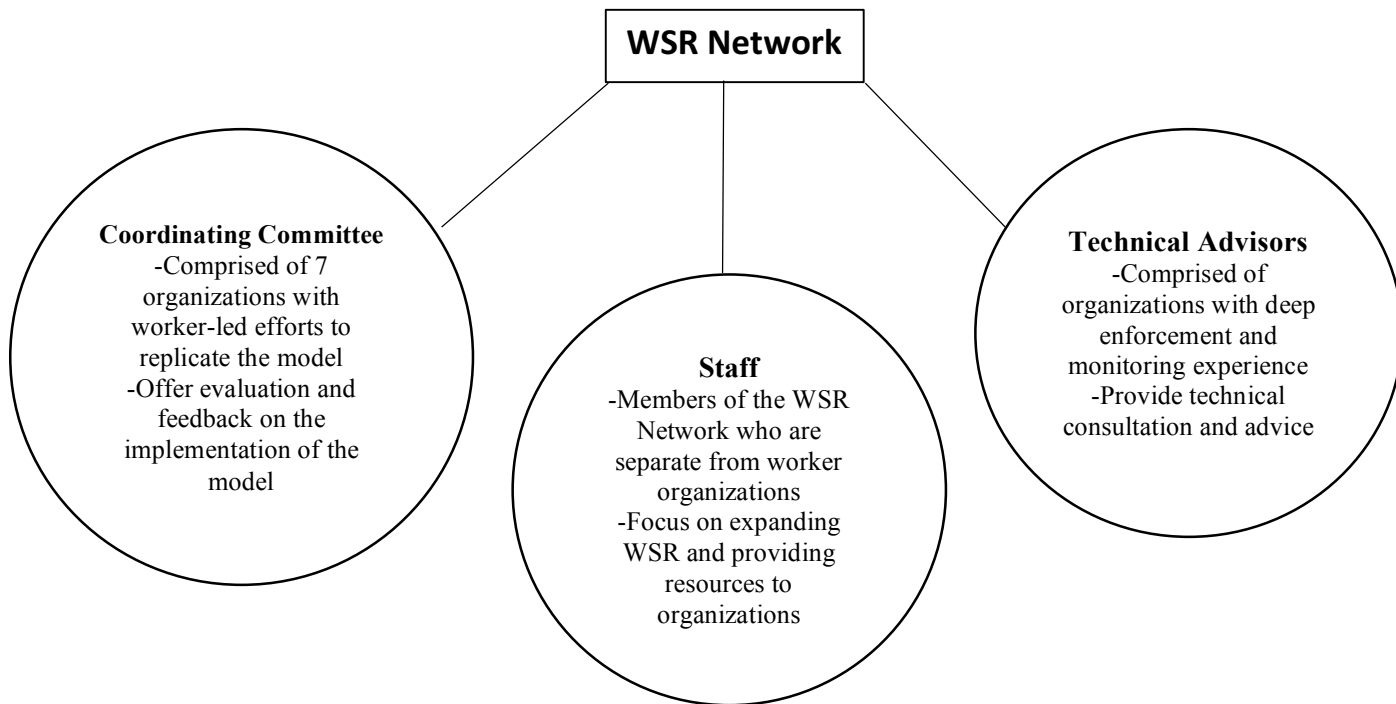 WSR Network
Coordinating Committee
-Comprised of 7
organizations with
worker-led efforts to
replicate the model
-Offer evaluation and
feedback on the
implementation of the
model
Staff
-Members of the WSR
Network who are
separate from worker
organizations
-Focus on expanding
WSR and providing
resources to
organizations
Technical Advisors
-Comprised of
organizations with deep
enforcement and
monitoring experience
-Provide technical
consultation and advice